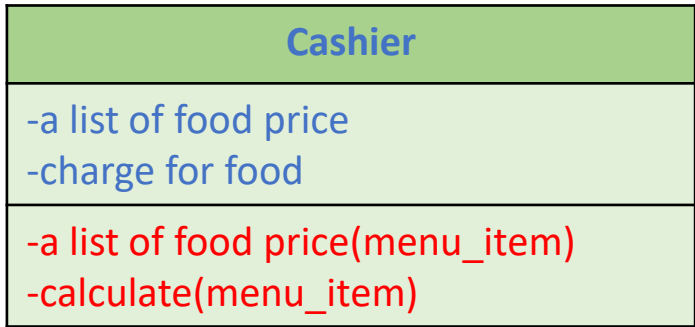 Cashier
-a list of food price
-charge for food
-a list of food price(menu_item)
-calculate(menu_item)